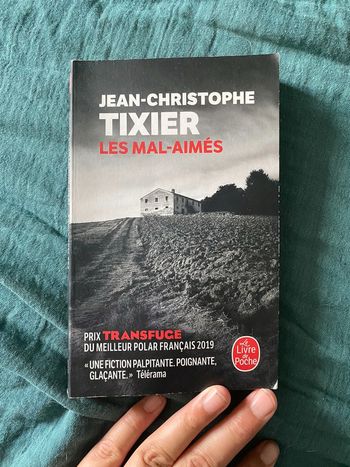 JEAN-CHRISTOPHE
TIXIER
LES MAL-AIMÉS
PRIX TRANSFUGE
DU MEILLEUR POLAR FRANÇAIS 2019
« UNE FICTION PALPITANTE. POIGNANTE,
GLAÇANTE. » Télérama
Le
Livre
de
Poche